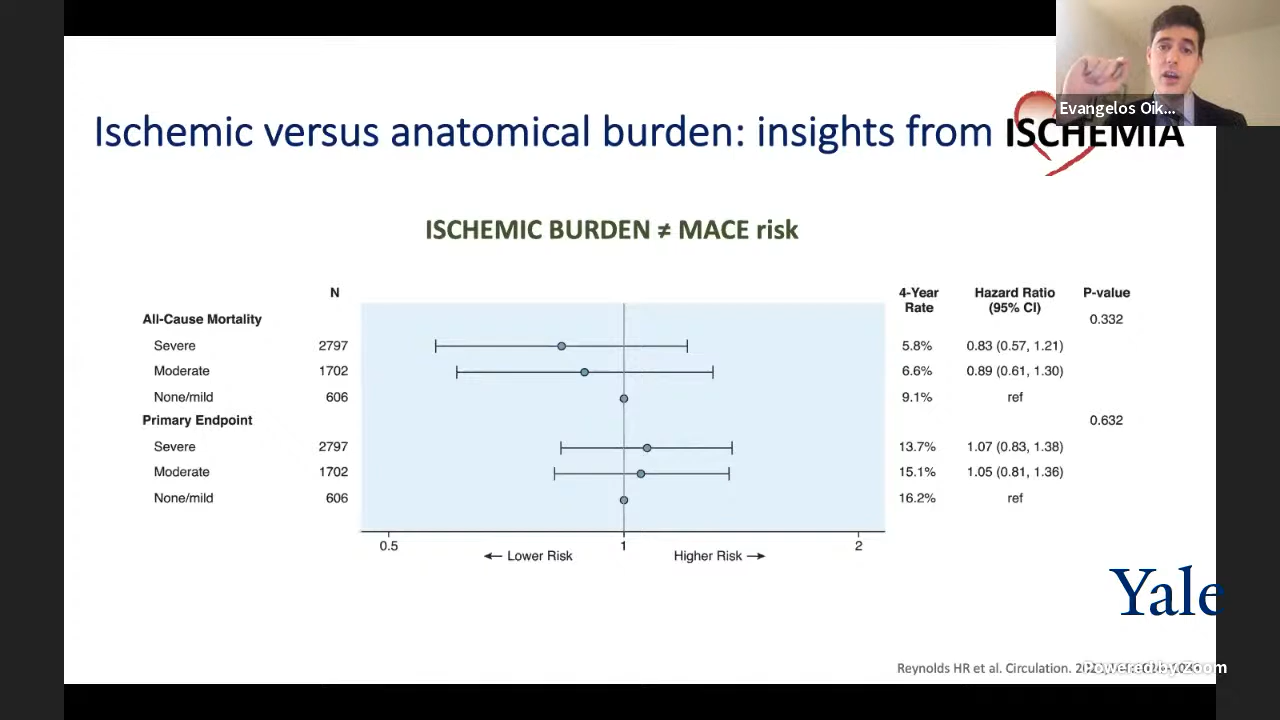 Evangelos Oik...
Ischemic versus anatomical burden: insights from ISCHEMIA
ISCHEMIC BURDEN ≠ MACE risk
N 4-Year Rate Hazard Ratio (95% CI) P-value
All-Cause Mortality 0.332
Severe 2797 5.8% 0.83 (0.57, 1.21)
Moderate 1702 6.6% 0.89 (0.61, 1.30)
None/mild 606 9.1% ref
Primary Endpoint 0.632
Severe 2797 13.7% 1.07 (0.83, 1.38)
Moderate 1702 15.1% 1.05 (0.81, 1.36)
None/mild 606 16.2% ref
0.5 1 2
← Lower Risk Higher Risk →
Yale
Reynolds HR et al. Circulation.
Powered by Zoom